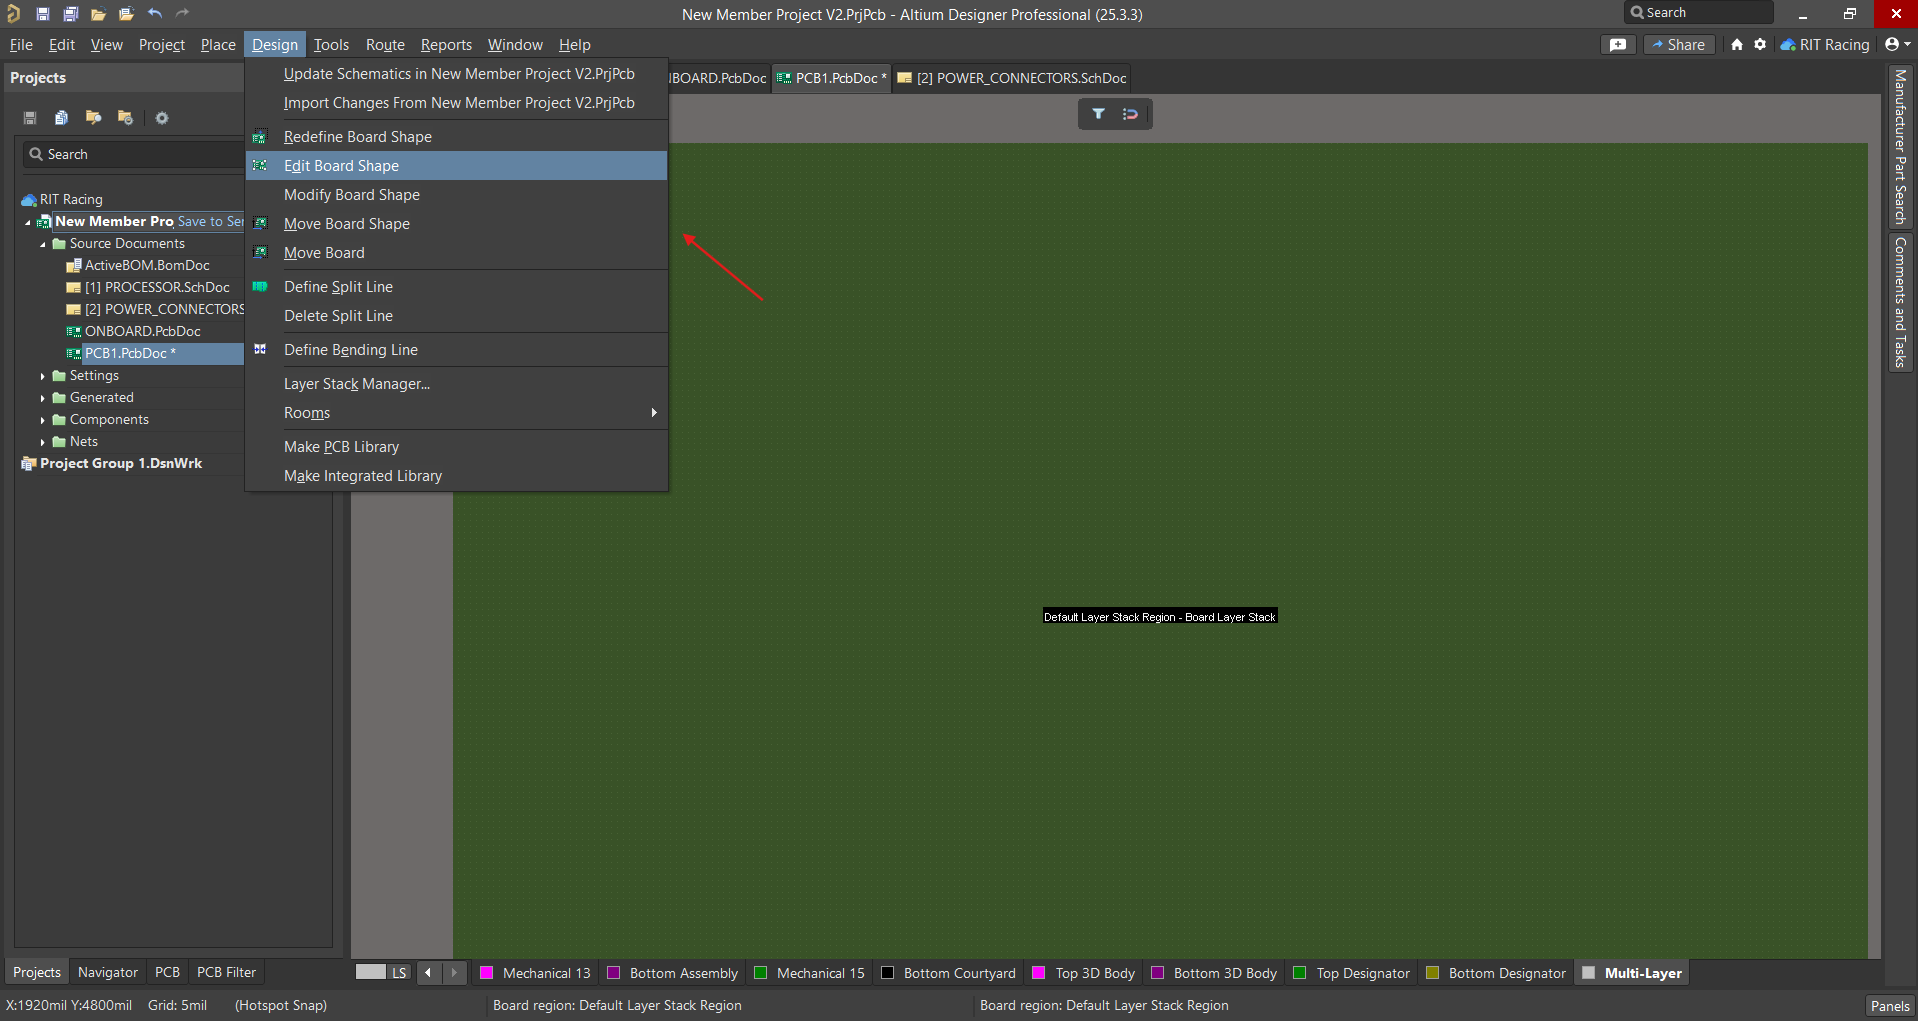 New Member Project V2.PrjPcb - Altium Designer Professional (25.3.3)
Search
File Edit View Project Place Design Tools Route Reports Window Help
Share
RIT Racing
Projects
Search
RIT Racing
New Member Pro Save to Ser
Source Documents
ActiveBOM.BomDoc
[1] PROCESSOR.SchDoc
[2] POWER_CONNECTORS
ONBOARD.PcbDoc
PCB1.PcbDoc *
Settings
Generated
Components
Nets
Project Group 1.DsnWrk
Update Schematics in New Member Project V2.PrjPcb
Import Changes From New Member Project V2.PrjPcb
Redefine Board Shape
Edit Board Shape
Modify Board Shape
Move Board Shape
Move Board
Define Split Line
Delete Split Line
Define Bending Line
Layer Stack Manager...
Rooms
Make PCB Library
Make Integrated Library
BOARD.PcbDoc PCB1.PcbDoc * [2] POWER_CONNECTORS.SchDoc
Default Layer Stack Region - Board Layer Stack
Manufacturer Part Search
Comments and Tasks
Projects Navigator PCB PCB Filter
LS Mechanical 13 Bottom Assembly Mechanical 15 Bottom Courtyard Top 3D Body Bottom 3D Body Top Designator Bottom Designator Multi-Layer
X:1920mil Y:4800mil Grid: 5mil (Hotspot Snap) Board region: Default Layer Stack Region Board region: Default Layer Stack Region Panels